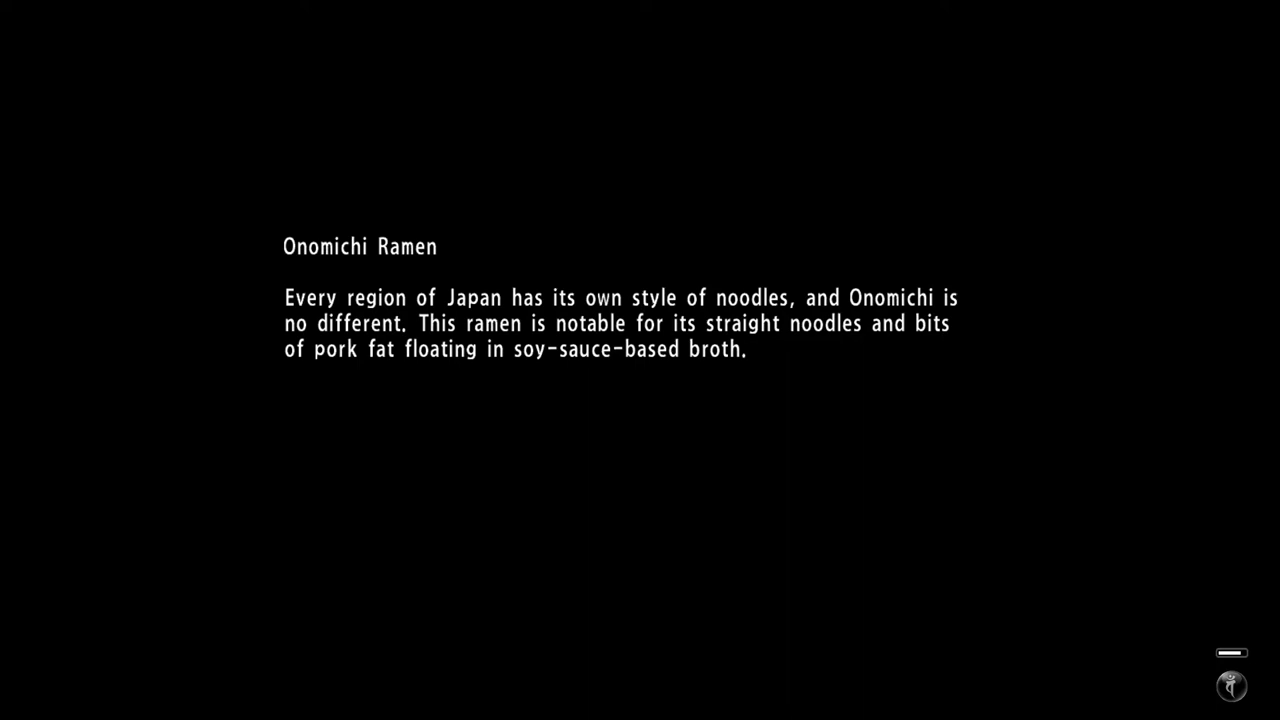 Onomichi Ramen
Every region of Japan has its own style of noodles, and Onomichi is
no different. This ramen is notable for its straight noodles and bits
of pork fat floating in soy-sauce-based broth.